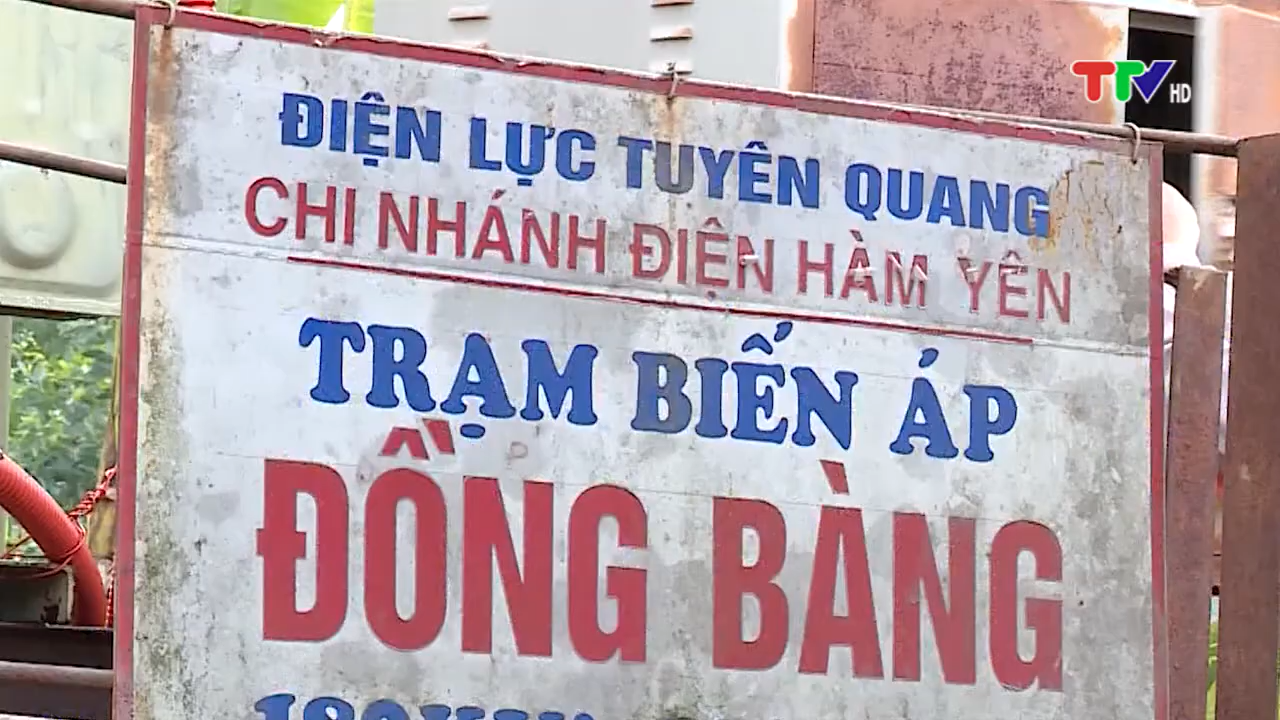 TTV HD
ĐIỆN LỰC TUYÊN QUANG
CHI NHÁNH ĐIỆN HÀM YÊN
TRẠM BIẾN ÁP
ĐỒNG BÀNG